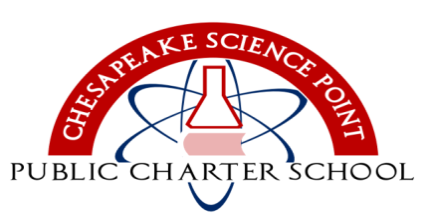 CHESAPEAKE SCIENCE POINT
PUBLIC CHARTER SCHOOL